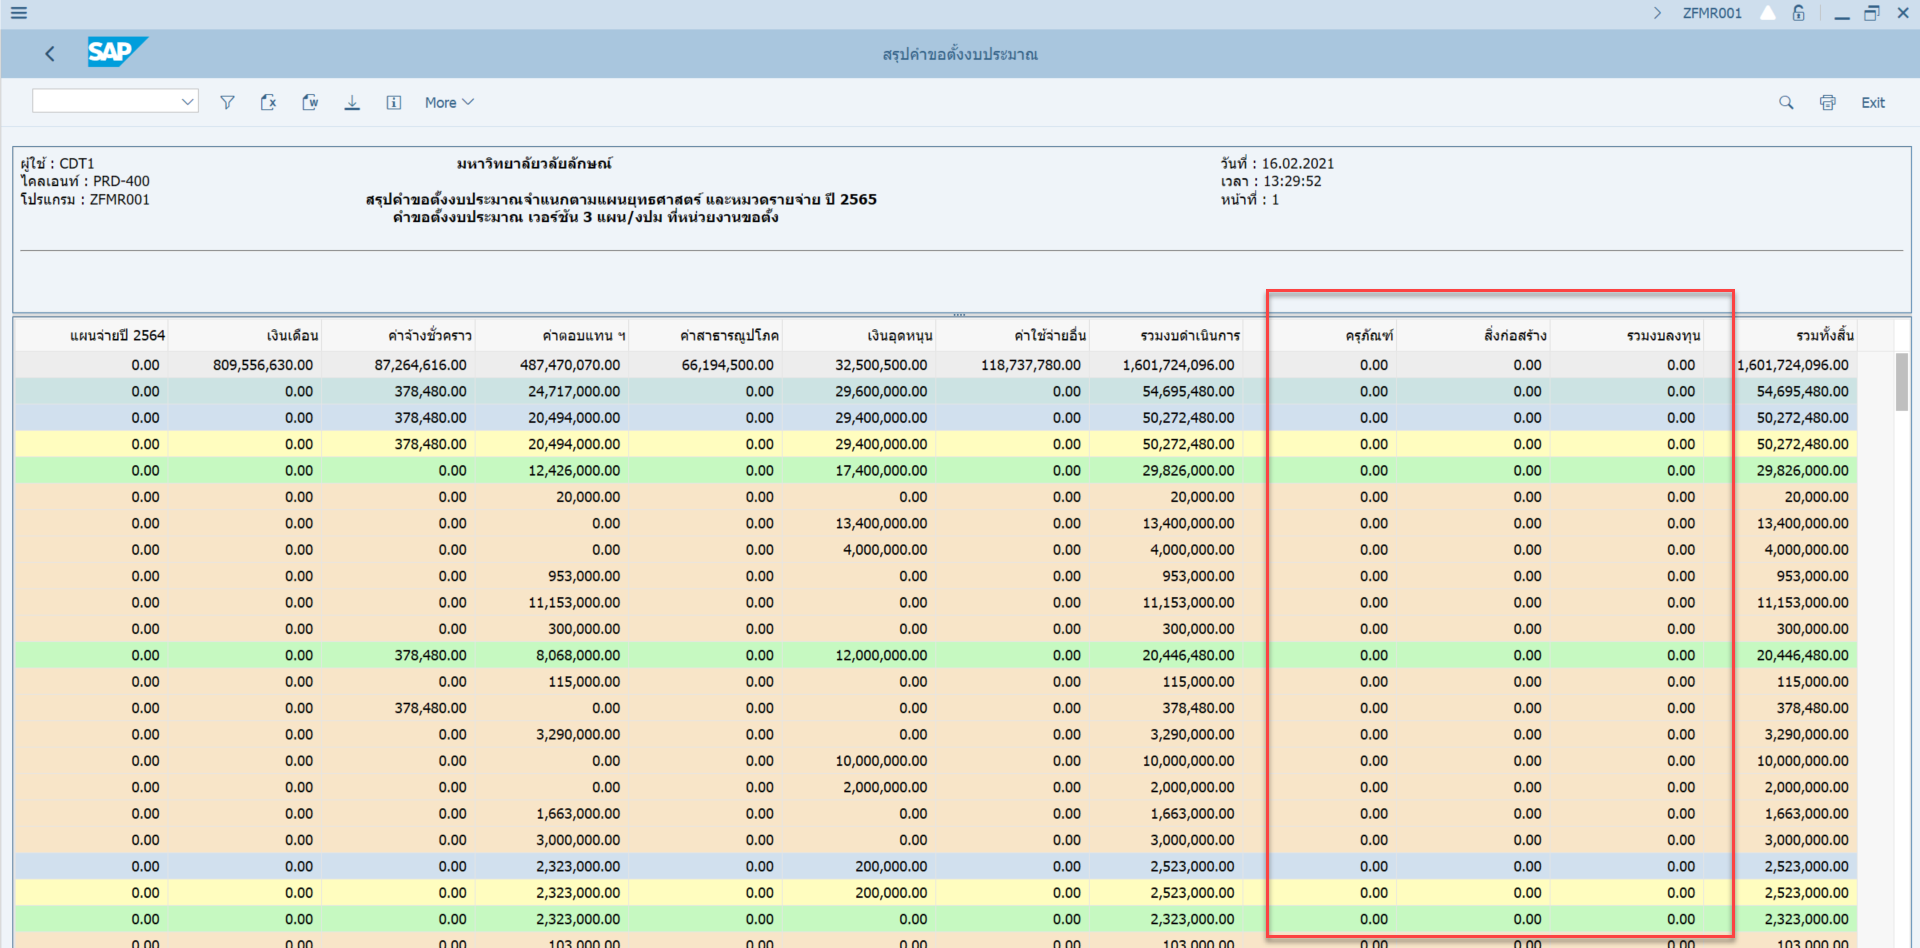 ZFMR001
SAP
สรุปคำขอตั้งงบประมาณ
More
Exit
ผู้ใช้ : CDT1 มหาวิทยาลัยวลัยลักษณ์ วันที่ : 16.02.2021
ไคลเอนท์ : PRD-400 เวลา : 13:29:52
โปรแกรม : ZFMR001 สรุปคำขอตั้งงบประมาณจำแนกตามแผนยุทธศาสตร์ และหมวดรายจ่าย ปี 2565 หน้าที่ : 1
คำขอตั้งงบประมาณ เวอร์ชัน 3 แผน/งปม ที่หน่วยงานขอตั้ง
แผนจ่ายปี 2564 เงินเดือน ค่าจ้างชั่วคราว ค่าตอบแทน ฯ ค่าสาธารณูปโภค เงินอุดหนุน ค่าใช้จ่ายอื่น รวมงบดำเนินการ ครุภัณฑ์ สิ่งก่อสร้าง รวมงบลงทุน รวมทั้งสิ้น
0.00 809,556,630.00 87,264,616.00 487,470,070.00 66,194,500.00 32,500,500.00 118,737,780.00 1,601,724,096.00 0.00 0.00 0.00 1,601,724,096.00
0.00 0.00 378,480.00 24,717,000.00 0.00 29,600,000.00 0.00 54,695,480.00 0.00 0.00 0.00 54,695,480.00
0.00 0.00 378,480.00 20,494,000.00 0.00 29,400,000.00 0.00 50,272,480.00 0.00 0.00 0.00 50,272,480.00
0.00 0.00 378,480.00 20,494,000.00 0.00 29,400,000.00 0.00 50,272,480.00 0.00 0.00 0.00 50,272,480.00
0.00 0.00 0.00 12,426,000.00 0.00 17,400,000.00 0.00 29,826,000.00 0.00 0.00 0.00 29,826,000.00
0.00 0.00 0.00 20,000.00 0.00 0.00 0.00 20,000.00 0.00 0.00 0.00 20,000.00
0.00 0.00 0.00 0.00 0.00 13,400,000.00 0.00 13,400,000.00 0.00 0.00 0.00 13,400,000.00
0.00 0.00 0.00 0.00 0.00 4,000,000.00 0.00 4,000,000.00 0.00 0.00 0.00 4,000,000.00
0.00 0.00 0.00 953,000.00 0.00 0.00 0.00 953,000.00 0.00 0.00 0.00 953,000.00
0.00 0.00 0.00 11,153,000.00 0.00 0.00 0.00 11,153,000.00 0.00 0.00 0.00 11,153,000.00
0.00 0.00 0.00 300,000.00 0.00 0.00 0.00 300,000.00 0.00 0.00 0.00 300,000.00
0.00 0.00 378,480.00 8,068,000.00 0.00 12,000,000.00 0.00 20,446,480.00 0.00 0.00 0.00 20,446,480.00
0.00 0.00 0.00 115,000.00 0.00 0.00 0.00 115,000.00 0.00 0.00 0.00 115,000.00
0.00 0.00 378,480.00 0.00 0.00 0.00 0.00 378,480.00 0.00 0.00 0.00 378,480.00
0.00 0.00 0.00 3,290,000.00 0.00 0.00 0.00 3,290,000.00 0.00 0.00 0.00 3,290,000.00
0.00 0.00 0.00 0.00 0.00 10,000,000.00 0.00 10,000,000.00 0.00 0.00 0.00 10,000,000.00
0.00 0.00 0.00 0.00 0.00 2,000,000.00 0.00 2,000,000.00 0.00 0.00 0.00 2,000,000.00
0.00 0.00 0.00 1,663,000.00 0.00 0.00 0.00 1,663,000.00 0.00 0.00 0.00 1,663,000.00
0.00 0.00 0.00 3,000,000.00 0.00 0.00 0.00 3,000,000.00 0.00 0.00 0.00 3,000,000.00
0.00 0.00 0.00 2,323,000.00 0.00 200,000.00 0.00 2,523,000.00 0.00 0.00 0.00 2,523,000.00
0.00 0.00 0.00 2,323,000.00 0.00 200,000.00 0.00 2,523,000.00 0.00 0.00 0.00 2,523,000.00
0.00 0.00 0.00 2,323,000.00 0.00 0.00 0.00 2,323,000.00 0.00 0.00 0.00 2,323,000.00
0.00 0.00 0.00 103,000.00 0.00 0.00 0.00 103,000.00 0.00 0.00 0.00 103,000.00